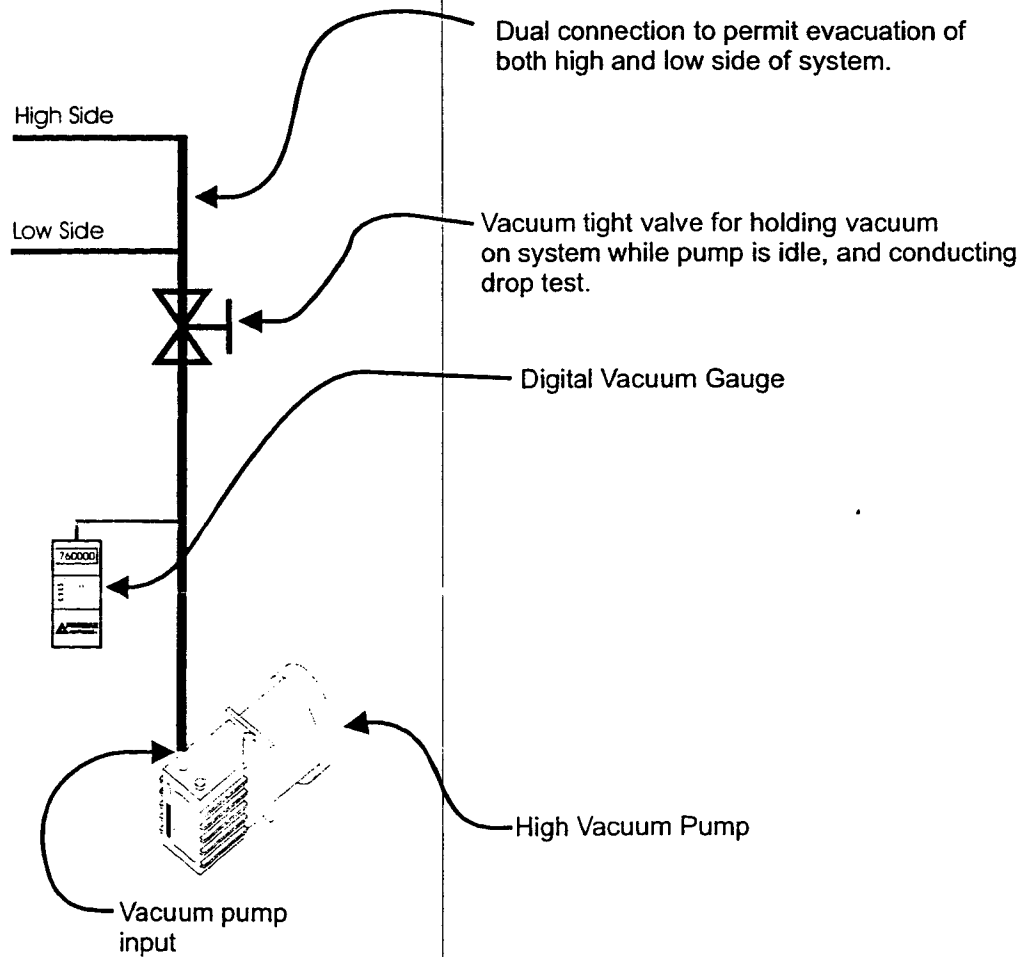 Dual connection to permit evacuation of
both high and low side of system.
High Side
Low Side
Vacuum tight valve for holding vacuum
on system while pump is idle, and conducting
drop test.
Digital Vacuum Gauge
760000
High Vacuum Pump
Vacuum pump
input